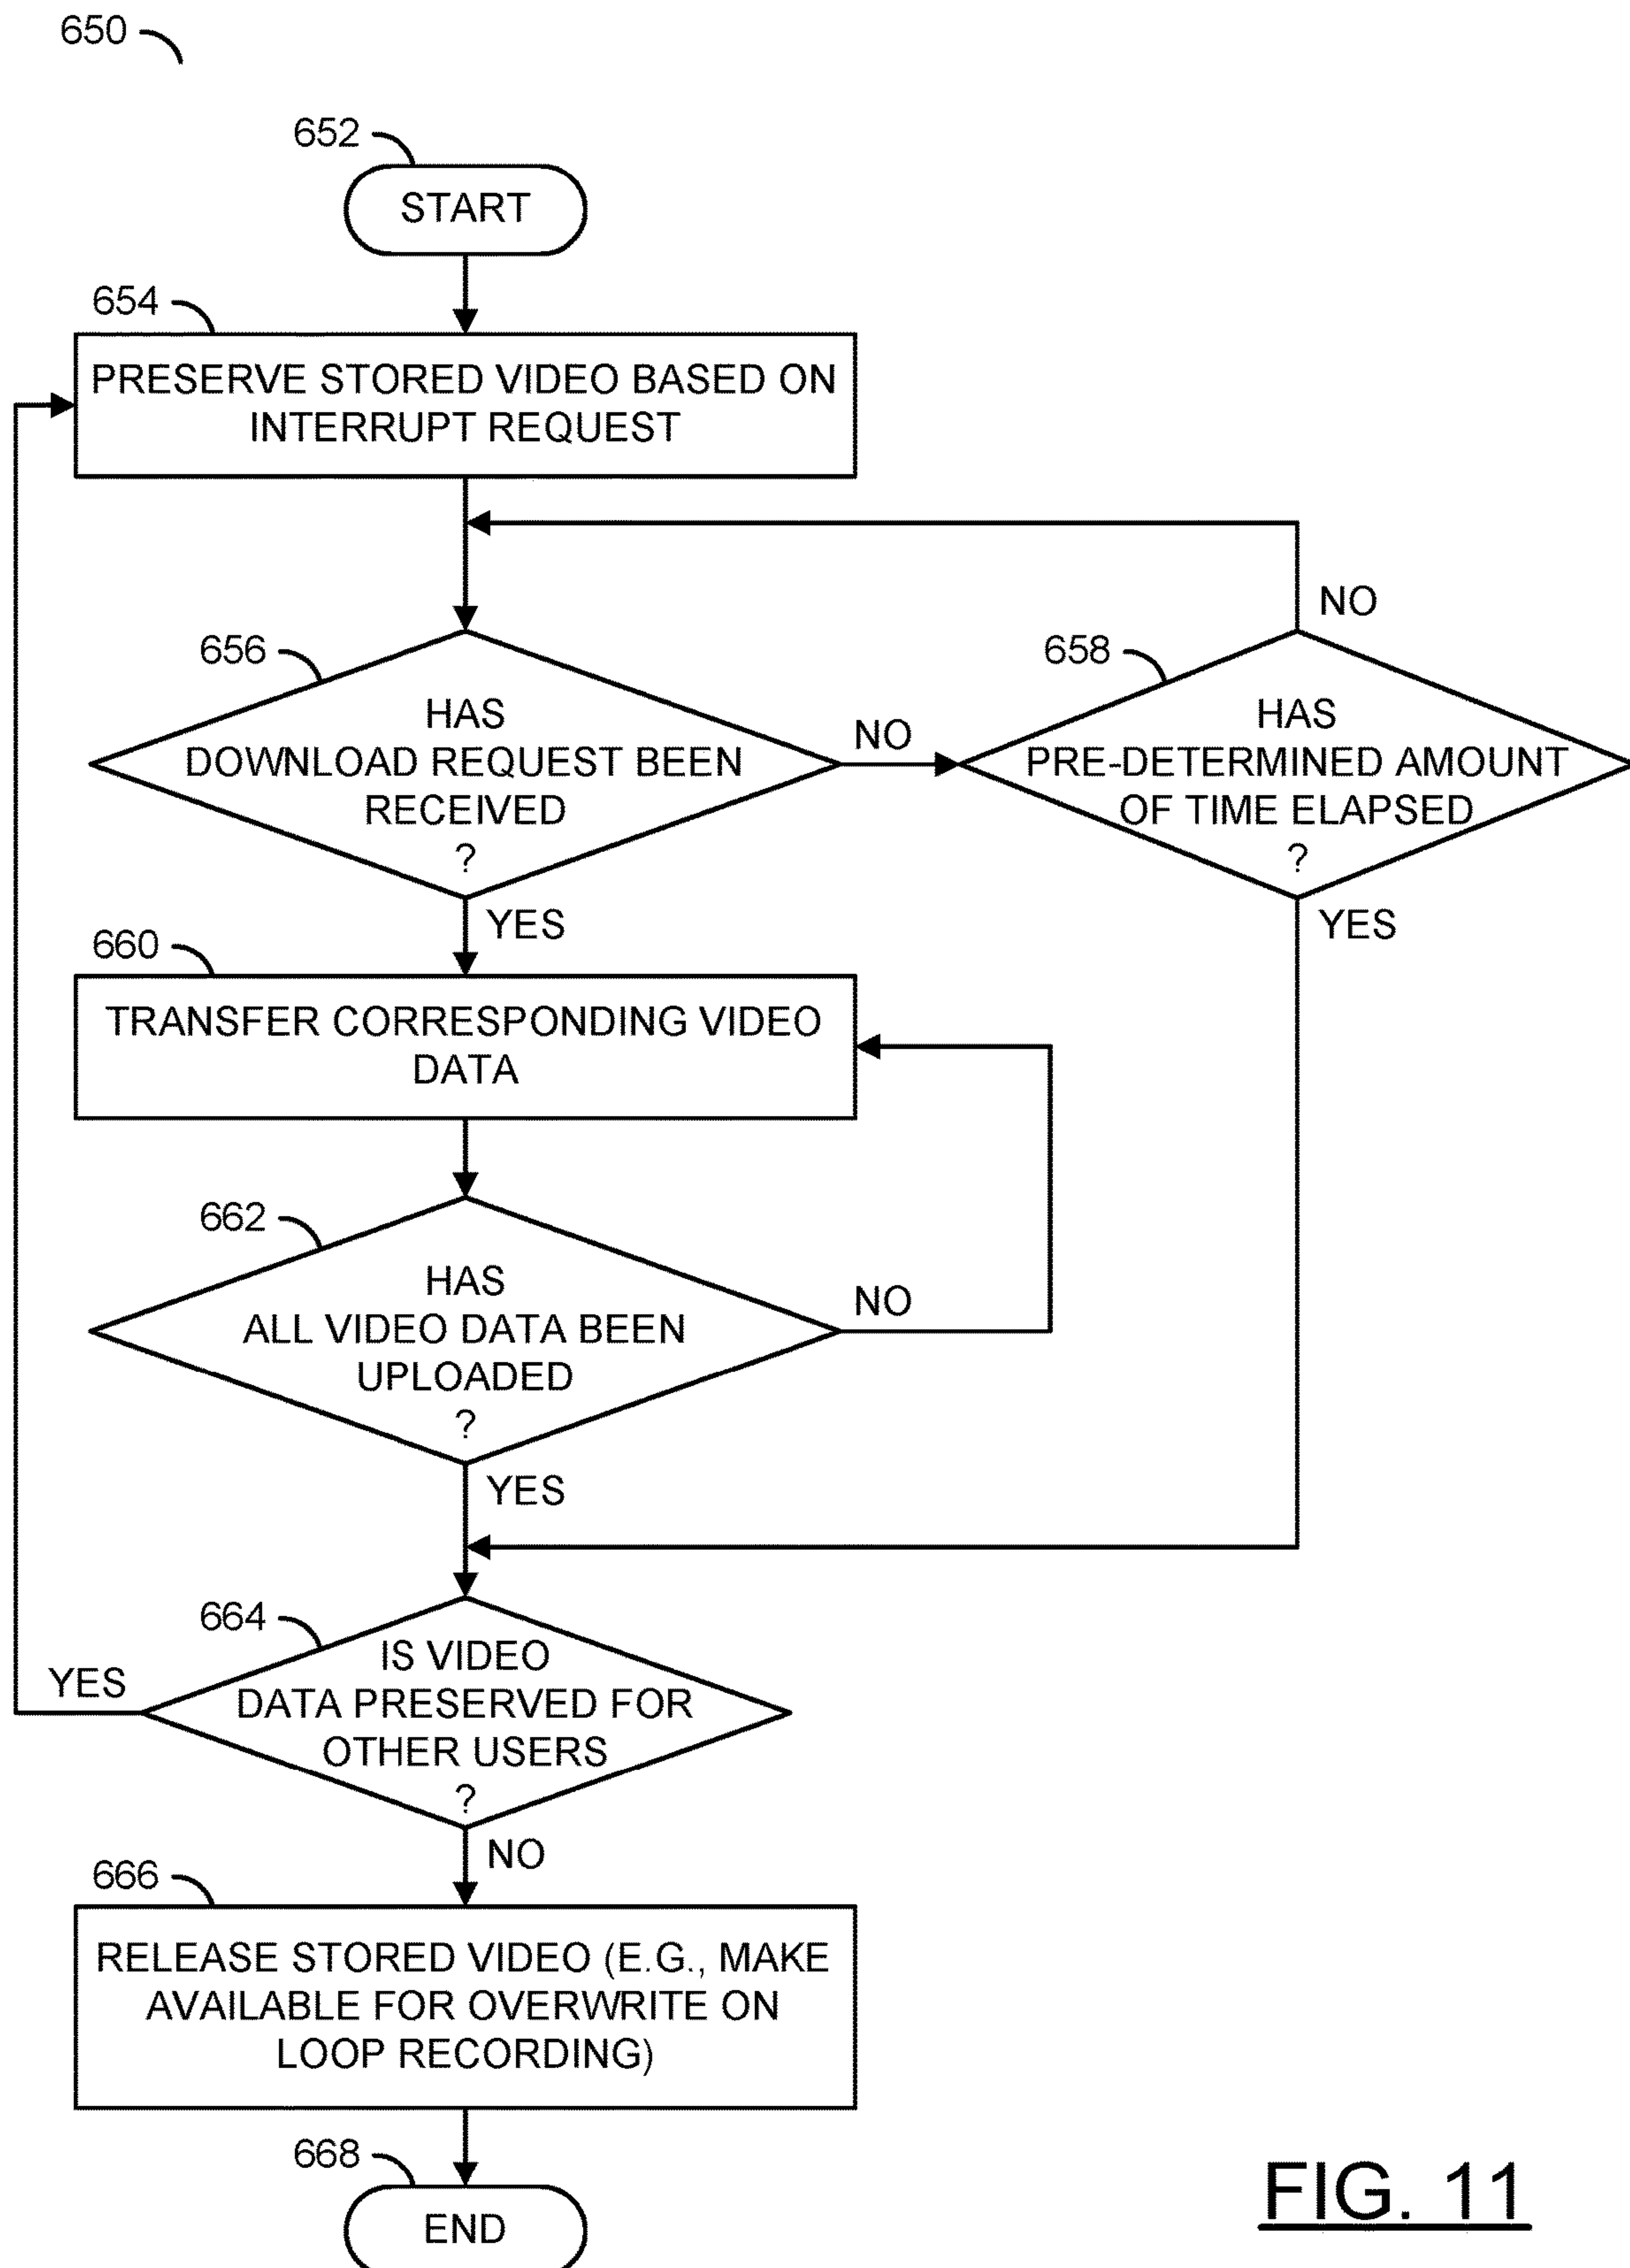 650
652
START
654
PRESERVE STORED VIDEO BASED ON
INTERRUPT REQUEST
NO
656
658
HAS
DOWNLOAD REQUEST BEEN
RECEIVED
?
NO
HAS
PRE-DETERMINED AMOUNT
OF TIME ELAPSED
?
YES
YES
660
TRANSFER CORRESPONDING VIDEO
DATA
662
HAS
ALL VIDEO DATA BEEN
UPLOADED
?
NO
YES
664
IS VIDEO
DATA PRESERVED FOR
OTHER USERS
?
YES
NO
666
RELEASE STORED VIDEO (E.G., MAKE
AVAILABLE FOR OVERWRITE ON
LOOP RECORDING)
668
END
FIG. 11